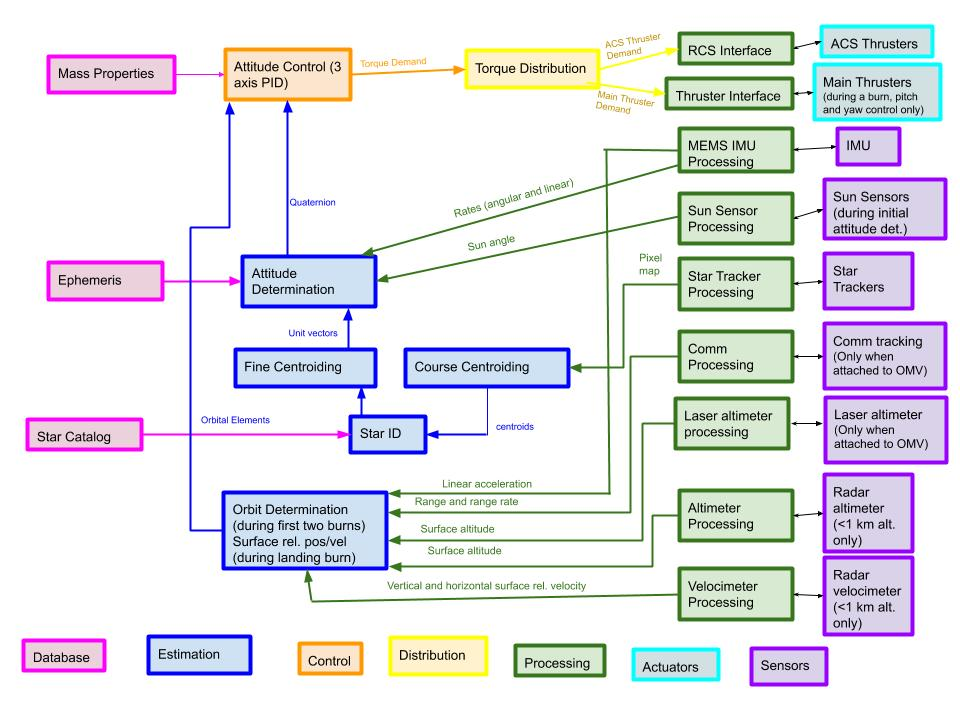 Mass Properties
Attitude Control (3
axis PID)
Torque Demand
Torque Distribution
ACS Thruster
Demand
Main Thruster
Demand
RCS Interface
ACS Thrusters
Thruster Interface
Main Thrusters
(during a burn, pitch
and yaw control only)
MEMS IMU
Processing
IMU
Quaternion
Rates (angular and linear)
Sun angle
Sun Sensor
Processing
Sun Sensors
(during initial
attitude det.)
Ephemeris
Attitude
Determination
Pixel
map
Star Tracker
Processing
Star
Trackers
Unit vectors
Fine Centroiding
Course Centroiding
Comm
Processing
Comm tracking
(Only when
attached to OMV)
Star Catalog
Orbital Elements
Star ID
centroids
Laser altimeter
processing
Laser altimeter
(Only when
attached to OMV)
Linear acceleration
Range and range rate
Surface altitude
Surface altitude
Orbit Determination
(during first two burns)
Surface rel. pos/vel
(during landing burn)
Altimeter
Processing
Radar
altimeter
(<1 km alt.
only)
Vertical and horizontal surface rel. velocity
Velocimeter
Processing
Radar
velocimeter
(<1 km alt.
only)
Database
Estimation
Control
Distribution
Processing
Actuators
Sensors